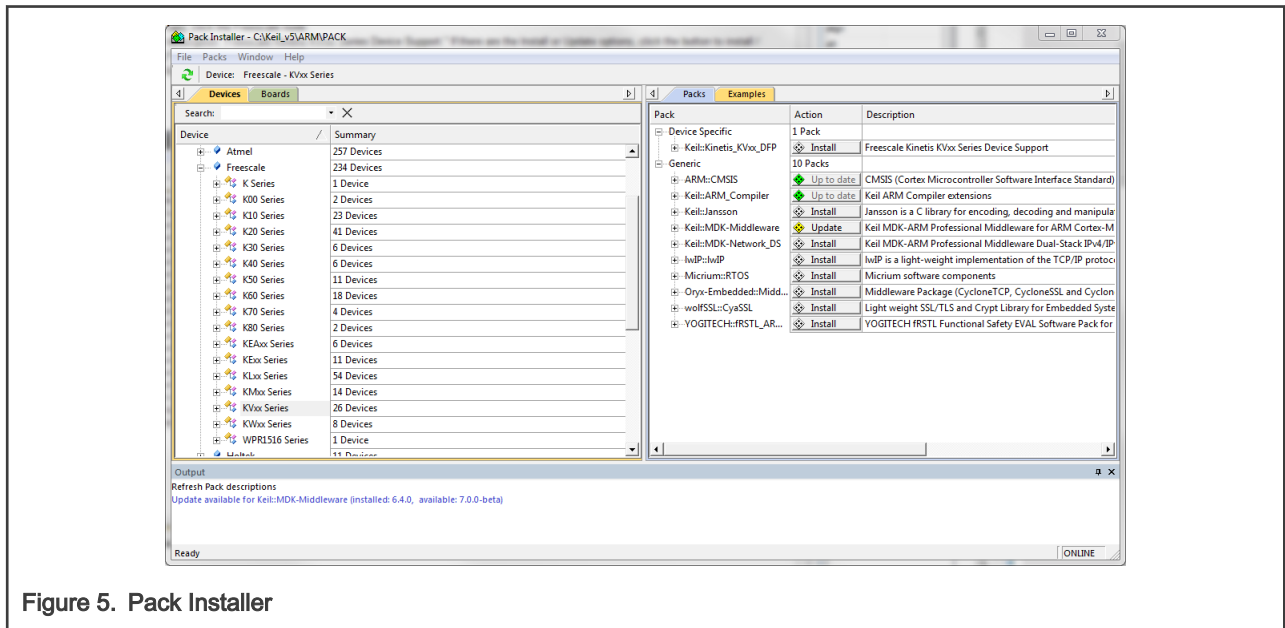 Pack Installer - C:\Keil_v5\ARM\PACK
File Packs Window Help
Device: Freescale - KVxx Series
Devices Boards
Search:
Device / Summary
Atmel 257 Devices
Freescale 234 Devices
K Series 1 Device
K00 Series 2 Devices
K10 Series 23 Devices
K20 Series 41 Devices
K30 Series 6 Devices
K40 Series 6 Devices
K50 Series 11 Devices
K60 Series 18 Devices
K70 Series 4 Devices
K80 Series 2 Devices
KEAxx Series 6 Devices
KExx Series 11 Devices
KLxx Series 54 Devices
KMxx Series 14 Devices
KVxx Series 26 Devices
KWxx Series 8 Devices
WPR1516 Series 1 Device
Holtek 11 Devices
Packs Examples
Pack Action Description
Device Specific 1 Pack
Keil::Kinetis_KVxx_DFP Install Freescale Kinetis KVxx Series Device Support
Generic 10 Packs
ARM::CMSIS Up to date CMSIS (Cortex Microcontroller Software Interface Standard)
Keil::ARM_Compiler Up to date Keil ARM Compiler extensions
Keil::Jansson Install Jansson is a C library for encoding, decoding and manipula
Keil::MDK-Middleware Update Keil MDK-ARM Professional Middleware for ARM Cortex-M
Keil::MDK-Network_DS Install Keil MDK-ARM Professional Middleware Dual-Stack IPv4/IP
lwIP::lwIP Install lwIP is a light-weight implementation of the TCP/IP protoc
Micrium::RTOS Install Micrium software components
Oryx-Embedded::Midd... Install Middleware Package (CycloneTCP, CycloneSSL and Cyclon
wolfSSL::CyaSSL Install Light weight SSL/TLS and Crypt Library for Embedded Syste
YOGITECH::fRSTL_AR... Install YOGITECH fRSTL Functional Safety EVAL Software Pack for
Output
Refresh Pack descriptions
Update available for Keil::MDK-Middleware (installed: 6.4.0, available: 7.0.0-beta)
Ready ONLINE
Figure 5. Pack Installer